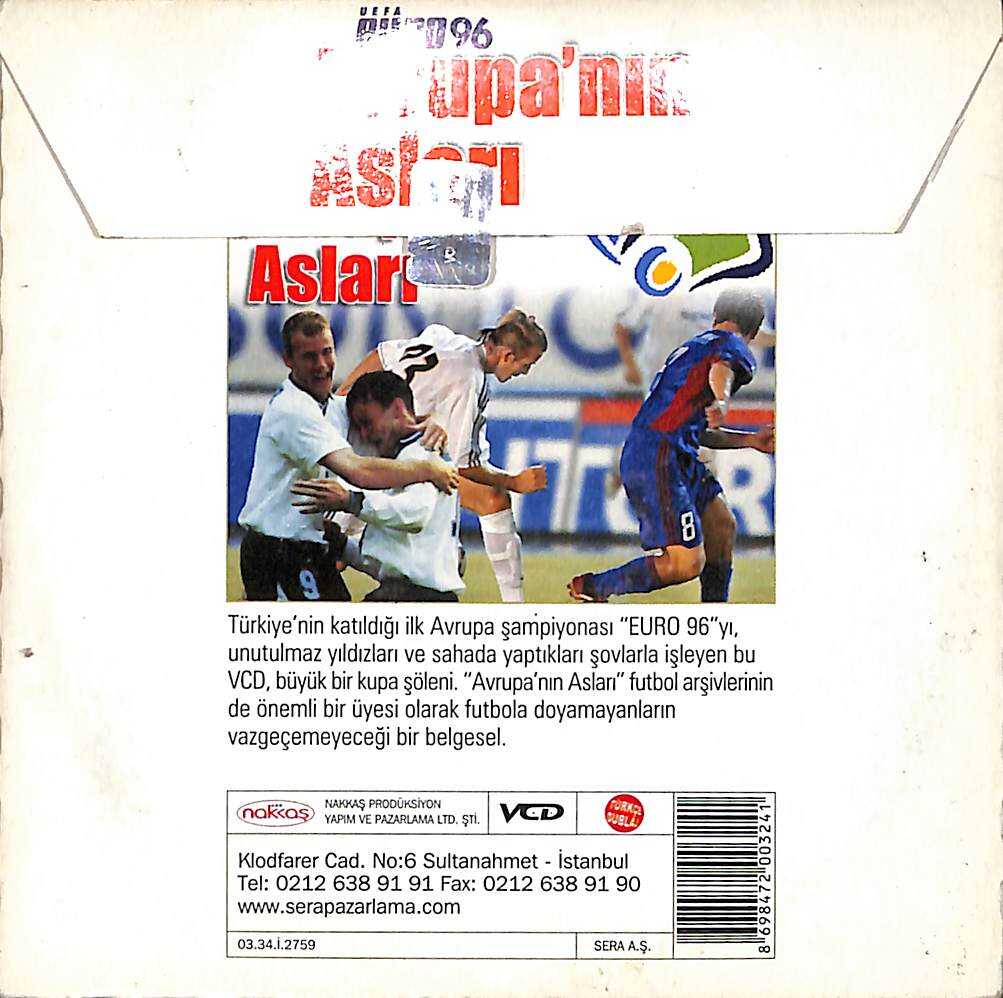 UEFA
96
upa'nın
Asları
Asları
9
8
Türkiye'nin katıldığı ilk Avrupa şampiyonası "EURO 96"yı,
unutulmaz yıldızları ve sahada yaptıkları şovlarla işleyen bu
VCD, büyük bir kupa şöleni. "Avrupa'nın Asları" futbol arşivlerinin
de önemli bir üyesi olarak futbola doyamayanların
vazgeçemeyeceği bir belgesel.
nakkaş
NAKKAŞ PRODÜKSİYON
YAPIM VE PAZARLAMA LTD. ŞTİ.
VCD
TÜRKÇE
DUBLAJ
Klodfarer Cad. No:6 Sultanahmet - İstanbul
Tel: 0212 638 91 91 Fax: 0212 638 91 90
www.serapazarlama.com
03.34.İ.2759
SERA A.Ş.
8 698472 003241